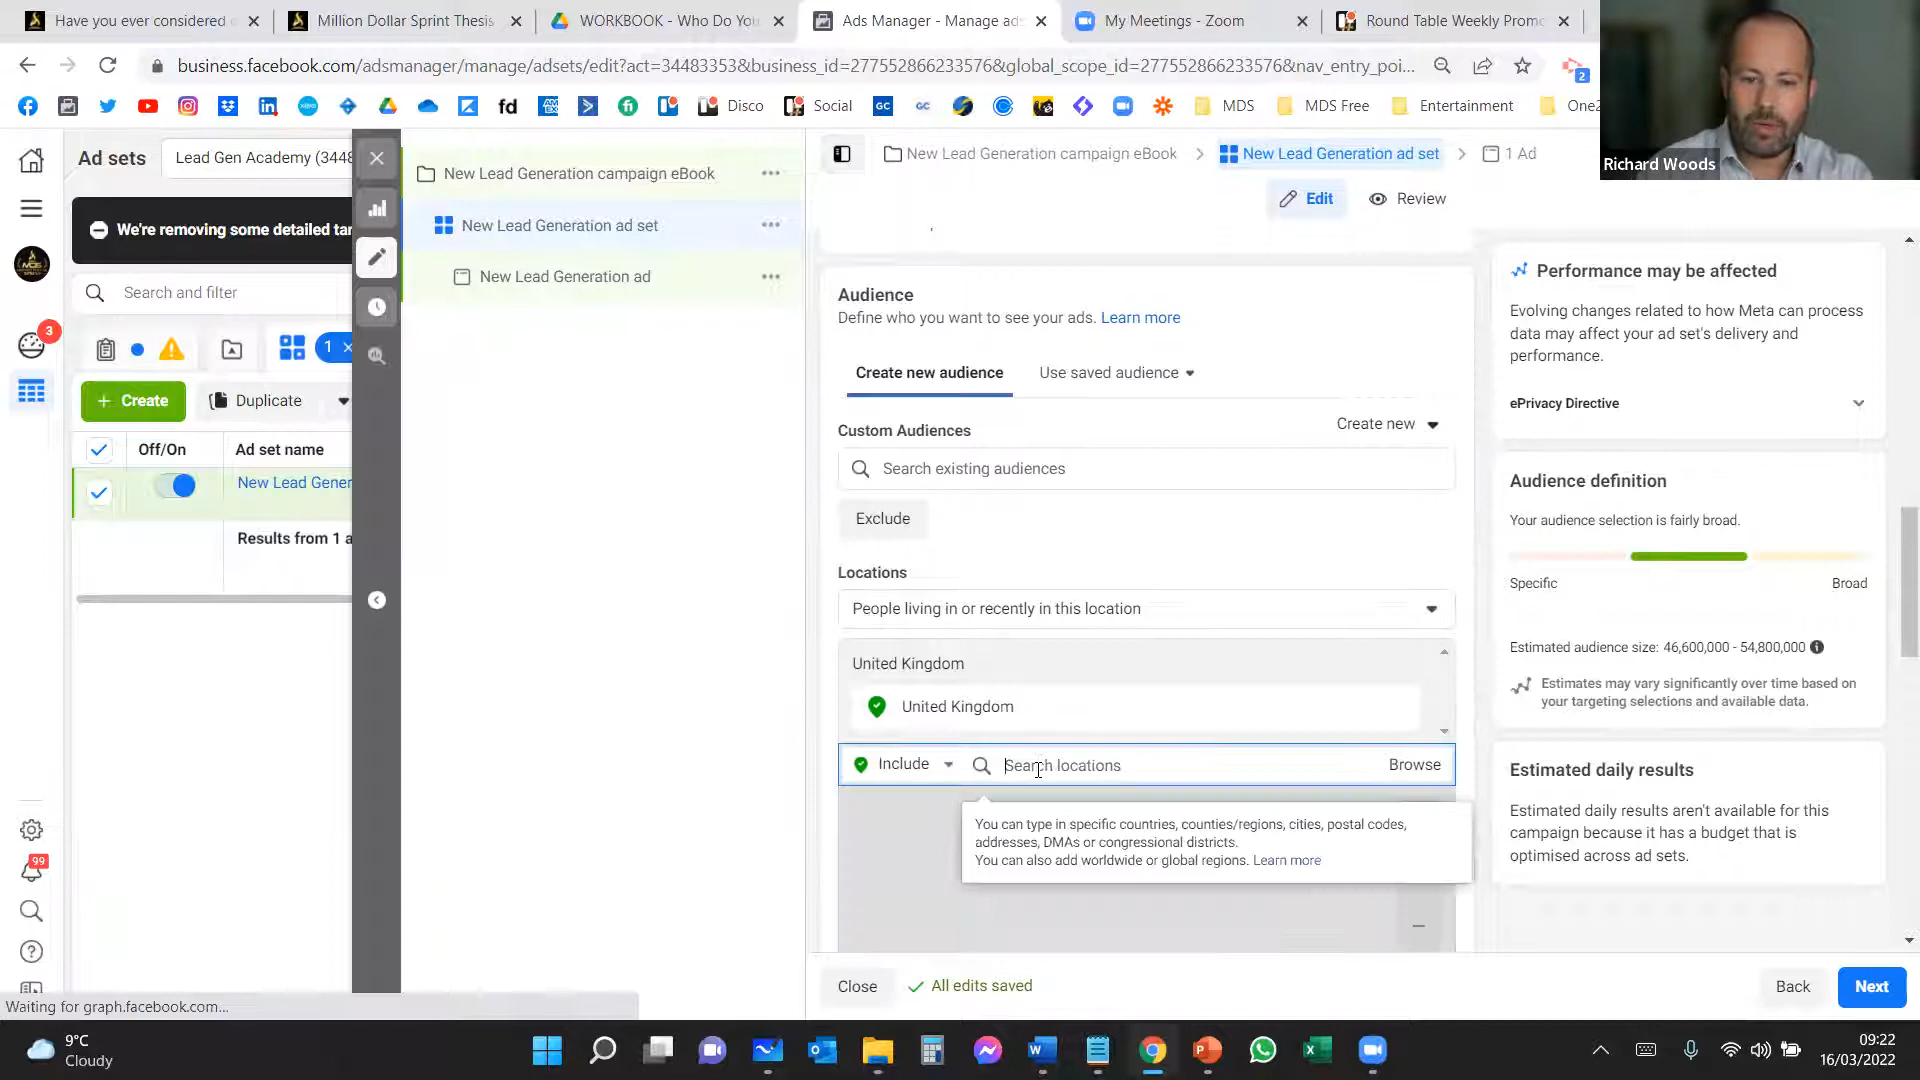 Have you ever considered
Million Dollar Sprint Thesis
WORKBOOK - Who Do You
Ads Manager - Manage ads
My Meetings - Zoom
Round Table Weekly Promo
business.facebook.com/adsmanager/manage/adsets/edit?act=34483353&business_id=277552866233576&global_scope_id=277552866233576&nav_entry_poi...
2
fd
Disco
Social
GC
GC
MDS
MDS Free
Entertainment
One2
Richard Woods
Ad sets
Lead Gen Academy (3448
We're removing some detailed tar
Search and filter
3
1
+ Create
Duplicate
Off/On
Ad set name
New Lead Gener
Results from 1 a
99
New Lead Generation campaign eBook
New Lead Generation ad set
New Lead Generation ad
New Lead Generation campaign eBook
New Lead Generation ad set
1 Ad
Edit
Review
Audience
Define who you want to see your ads. Learn more
Create new audience
Use saved audience
Custom Audiences
Create new
Search existing audiences
Exclude
Locations
People living in or recently in this location
United Kingdom
United Kingdom
Include
Search locations
Browse
You can type in specific countries, counties/regions, cities, postal codes,
addresses, DMAs or congressional districts.
You can also add worldwide or global regions. Learn more
Performance may be affected
Evolving changes related to how Meta can process
data may affect your ad set's delivery and
performance.
ePrivacy Directive
Audience definition
Your audience selection is fairly broad.
Specific
Broad
Estimated audience size: 46,600,000 - 54,800,000
Estimates may vary significantly over time based on
your targeting selections and available data.
Estimated daily results
Estimated daily results aren't available for this
campaign because it has a budget that is
optimised across ad sets.
Close
All edits saved
Back
Next
Waiting for graph.facebook.com...
9°C
Cloudy
09:22
16/03/2022